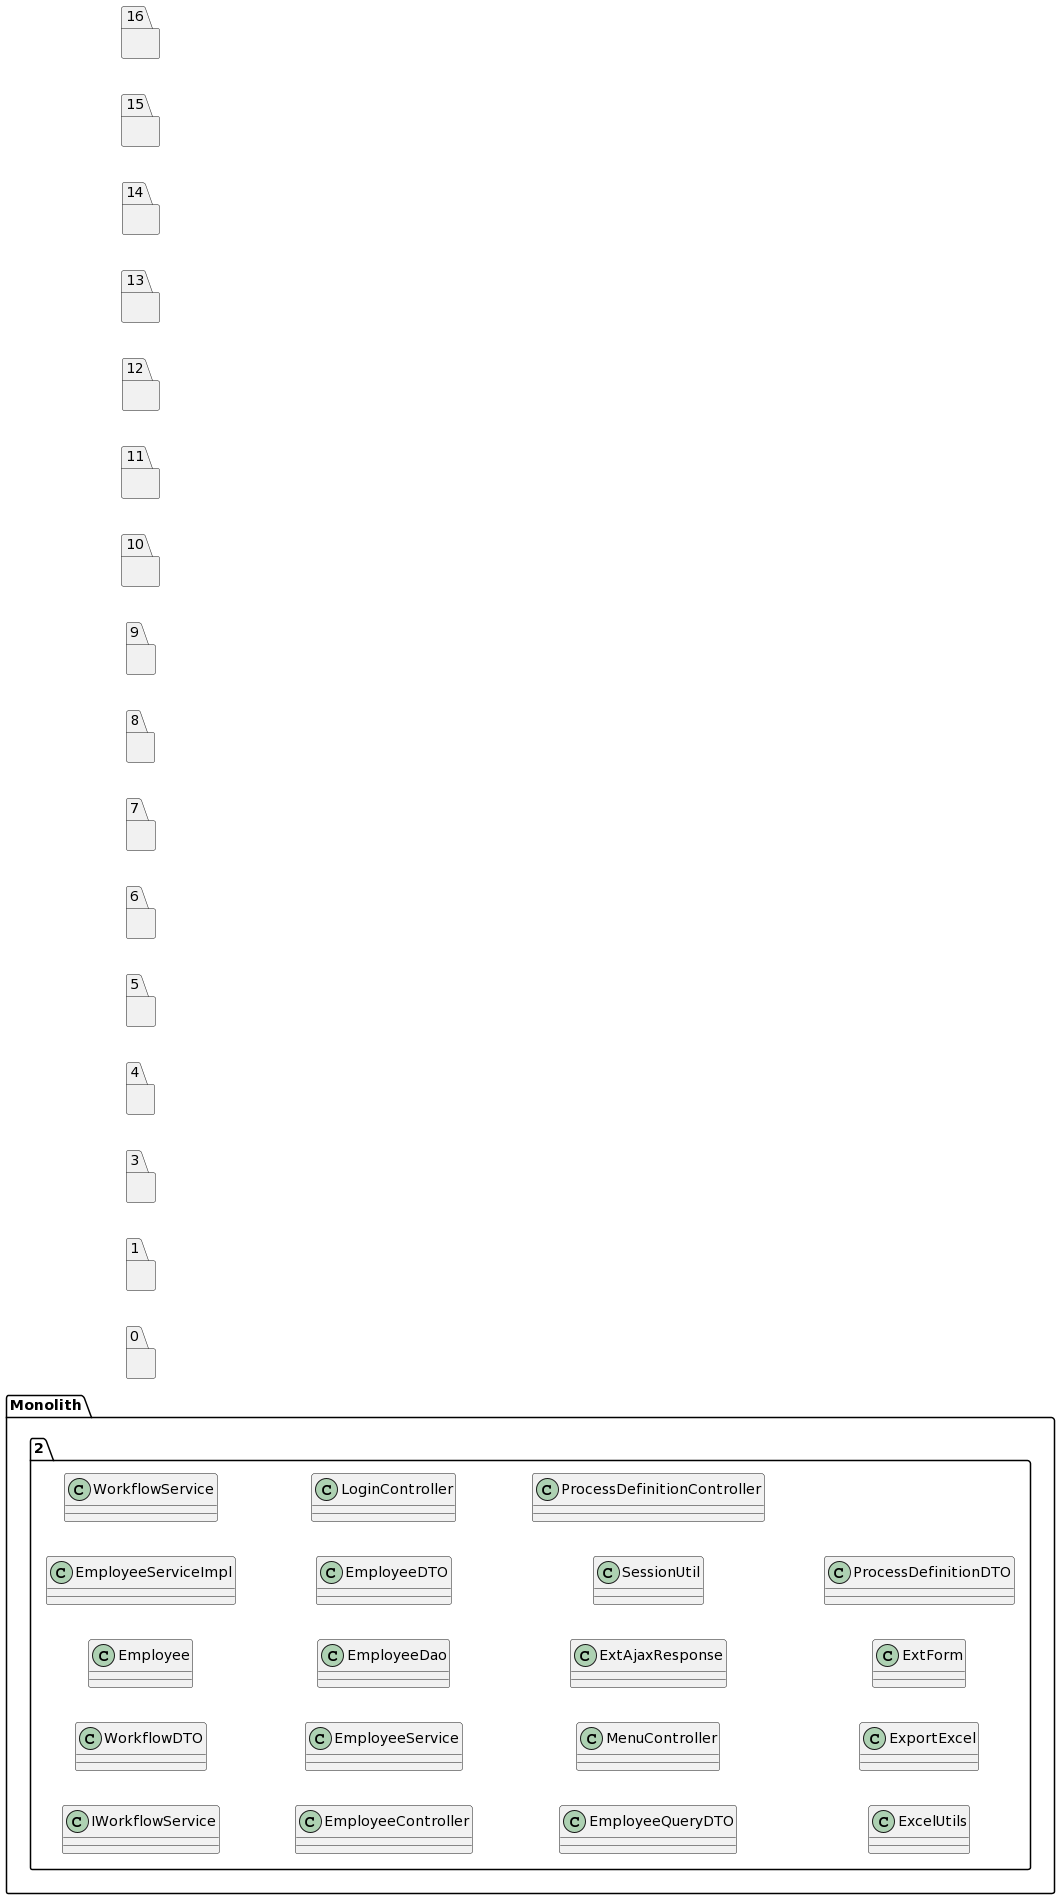 16
15
14
13
12
11
10
9
8
7
6
5
4
3
1
0
Monolith
2
C WorkflowService C LoginController C ProcessDefinitionController
C EmployeeServiceImpl C EmployeeDTO C SessionUtil C ProcessDefinitionDTO
C Employee C EmployeeDao C ExtAjaxResponse C ExtForm
C WorkflowDTO C EmployeeService C MenuController C ExportExcel
C IWorkflowService C EmployeeController C EmployeeQueryDTO C ExcelUtils